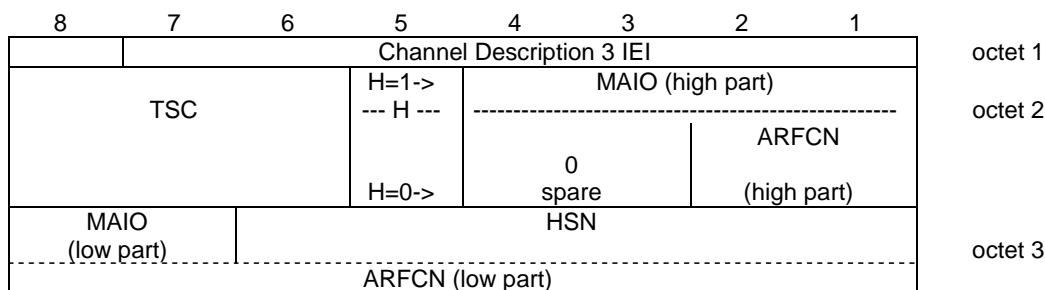 8 7 6 5 4 3 2 1
Channel Description 3 IEI octet 1
H=1-> MAIO (high part)
TSC --- H --- ---------------------------------------------------- octet 2
ARFCN
0
H=0-> spare (high part)
MAIO HSN
(low part) octet 3
ARFCN (low part)